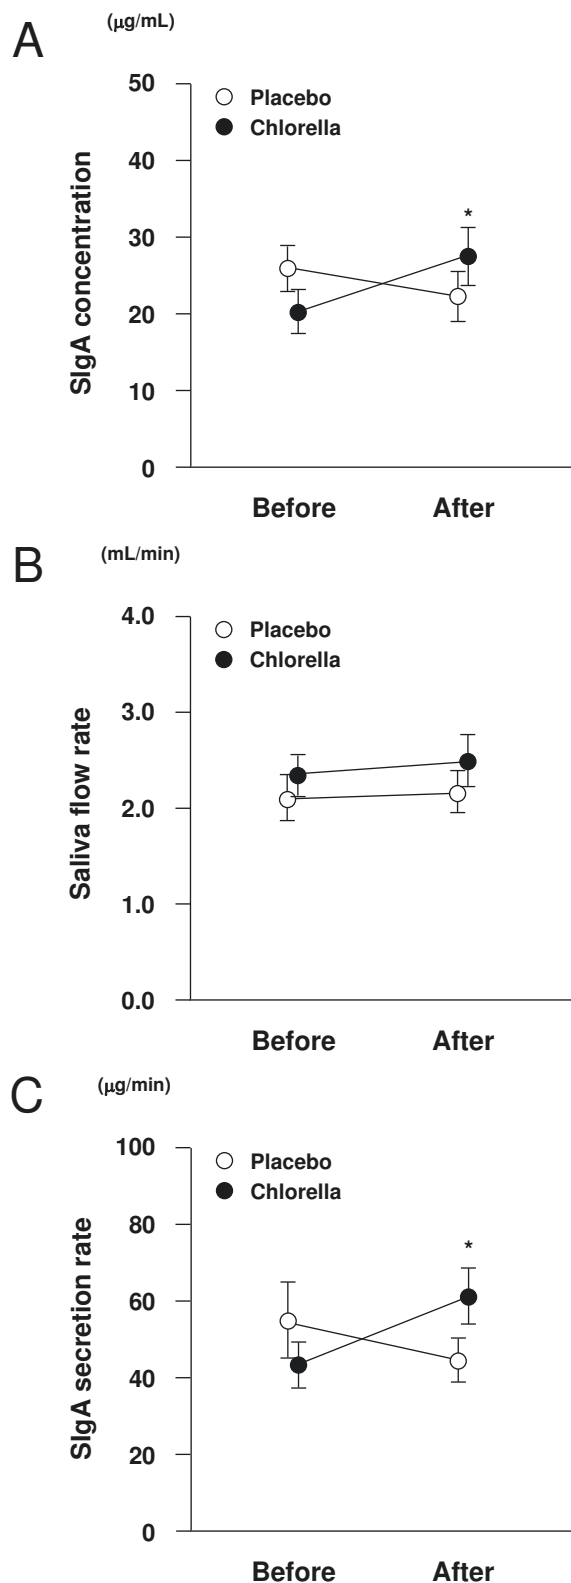 A
(μg/mL)
50
Placebo
Chlorella
40
*
30
20
10
0
SIgA concentration
Before After
B
(mL/min)
4.0
Placebo
Chlorella
3.0
2.0
1.0
0.0
Saliva flow rate
Before After
C
(μg/min)
100
Placebo
Chlorella
80
*
60
40
20
0
SIgA secretion rate
Before After